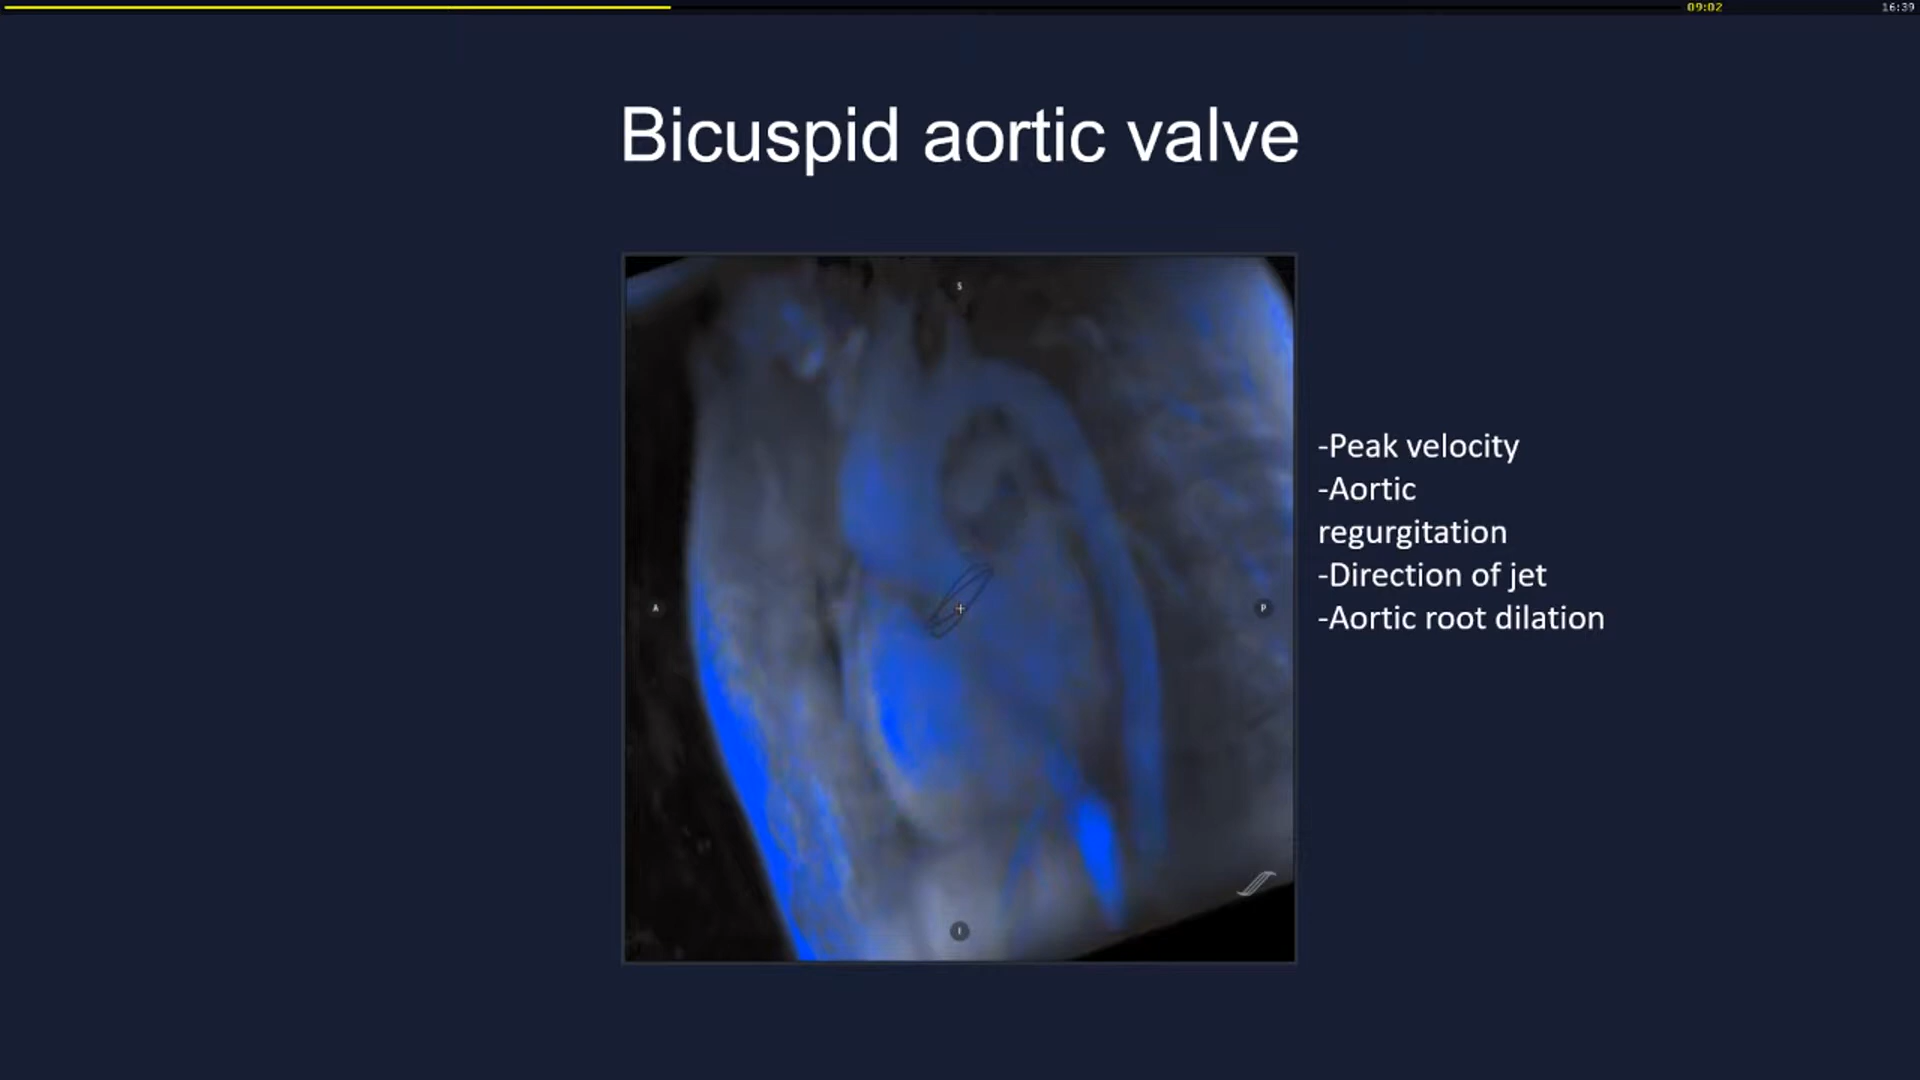 09:02
16:39
Bicuspid aortic valve
S
A
P
I
-Peak velocity
-Aortic
regurgitation
-Direction of jet
-Aortic root dilation